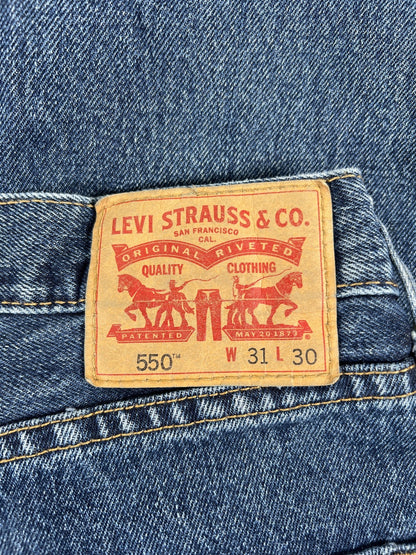 LEVI STRAUSS & CO.
SAN FRANCISCO
CAL.
ORIGINAL RIVETED
QUALITY CLOTHING
PATENTED MAY 20 1873
550™ W 31 L 30